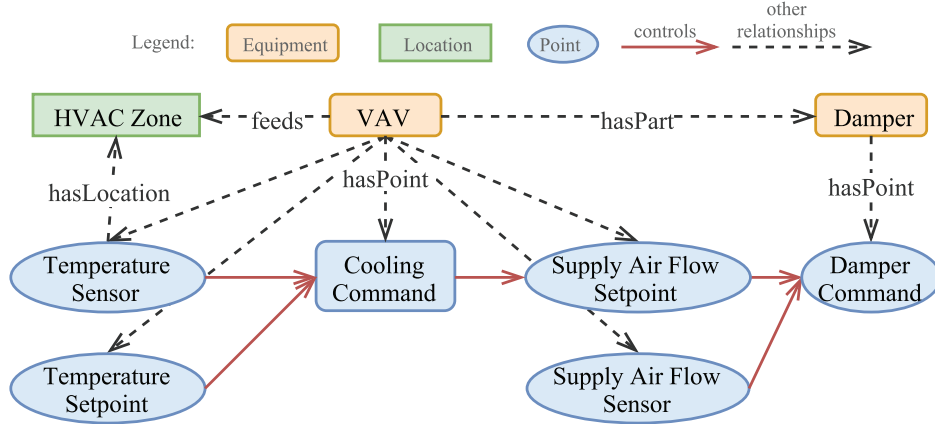 Legend:
Equipment
Location
Point
controls
other
relationships
HVAC Zone
feeds
VAV
hasPart
Damper
hasLocation
hasPoint
hasPoint
Temperature
Sensor
Cooling
Command
Supply Air Flow
Setpoint
Damper
Command
Temperature
Setpoint
Supply Air Flow
Sensor